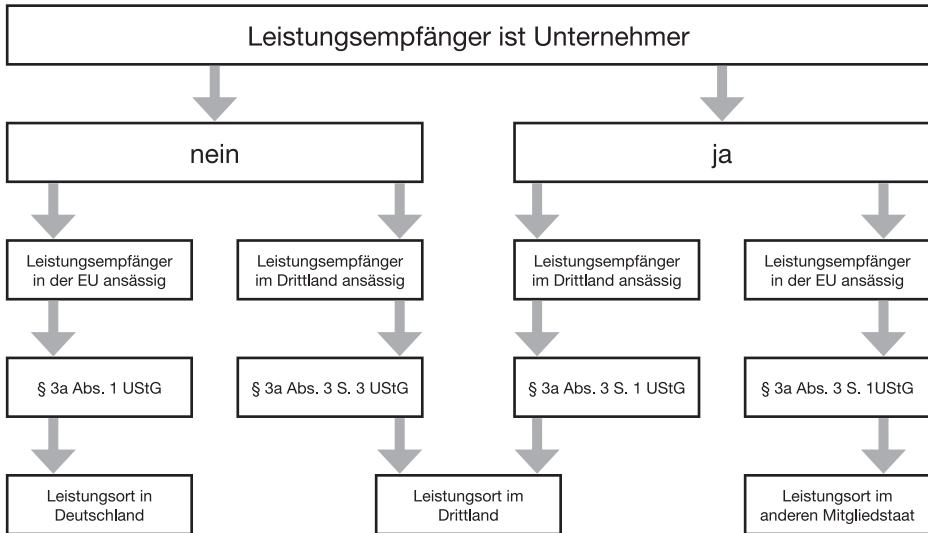 Leistungsempfänger ist Unternehmer
nein
ja
Leistungsempfänger
in der EU ansässig
Leistungsempfänger
im Drittland ansässig
Leistungsempfänger
im Drittland ansässig
Leistungsempfänger
in der EU ansässig
§ 3a Abs. 1 UStG
§ 3a Abs. 3 S. 3 UStG
§ 3a Abs. 3 S. 1 UStG
§ 3a Abs. 3 S. 1UStG
Leistungsort in
Deutschland
Leistungsort im
Drittland
Leistungsort im
anderen Mitgliedstaat